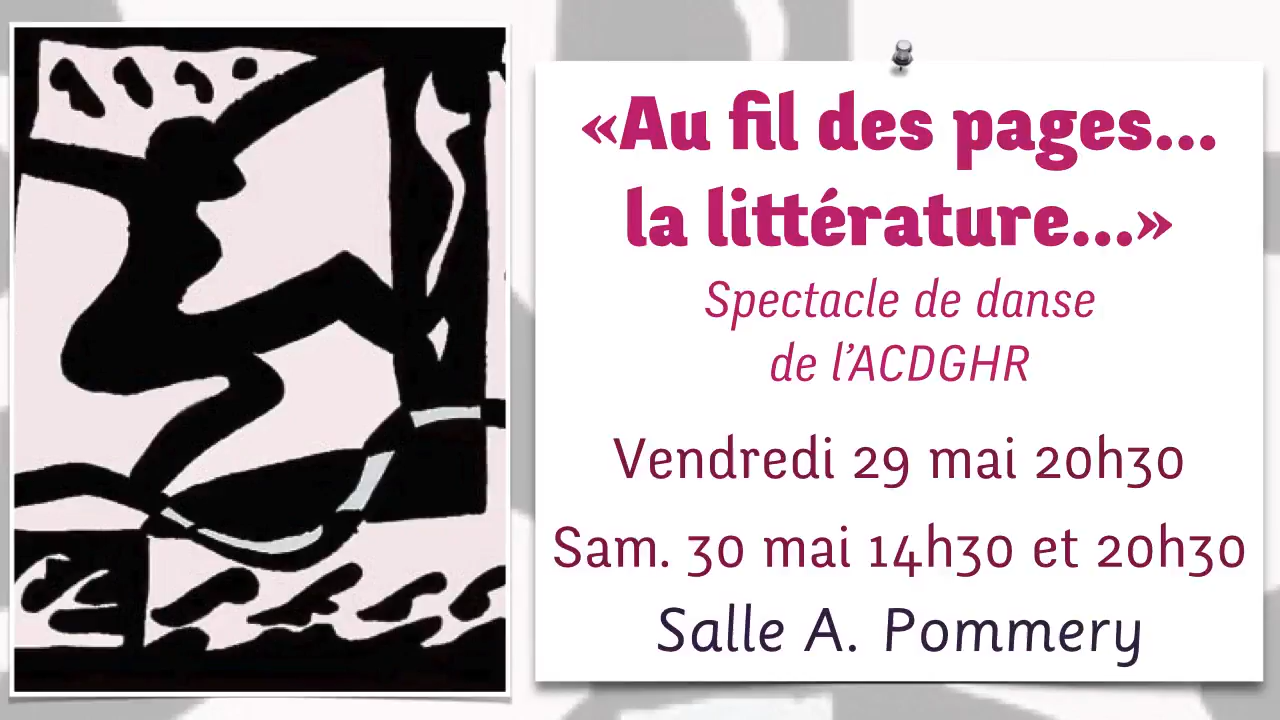 «Au fil des pages...
la littérature...»
Spectacle de danse
de l’ACDGHR
Vendredi 29 mai 20h30
Sam. 30 mai 14h30 et 20h30
Salle A. Pommery